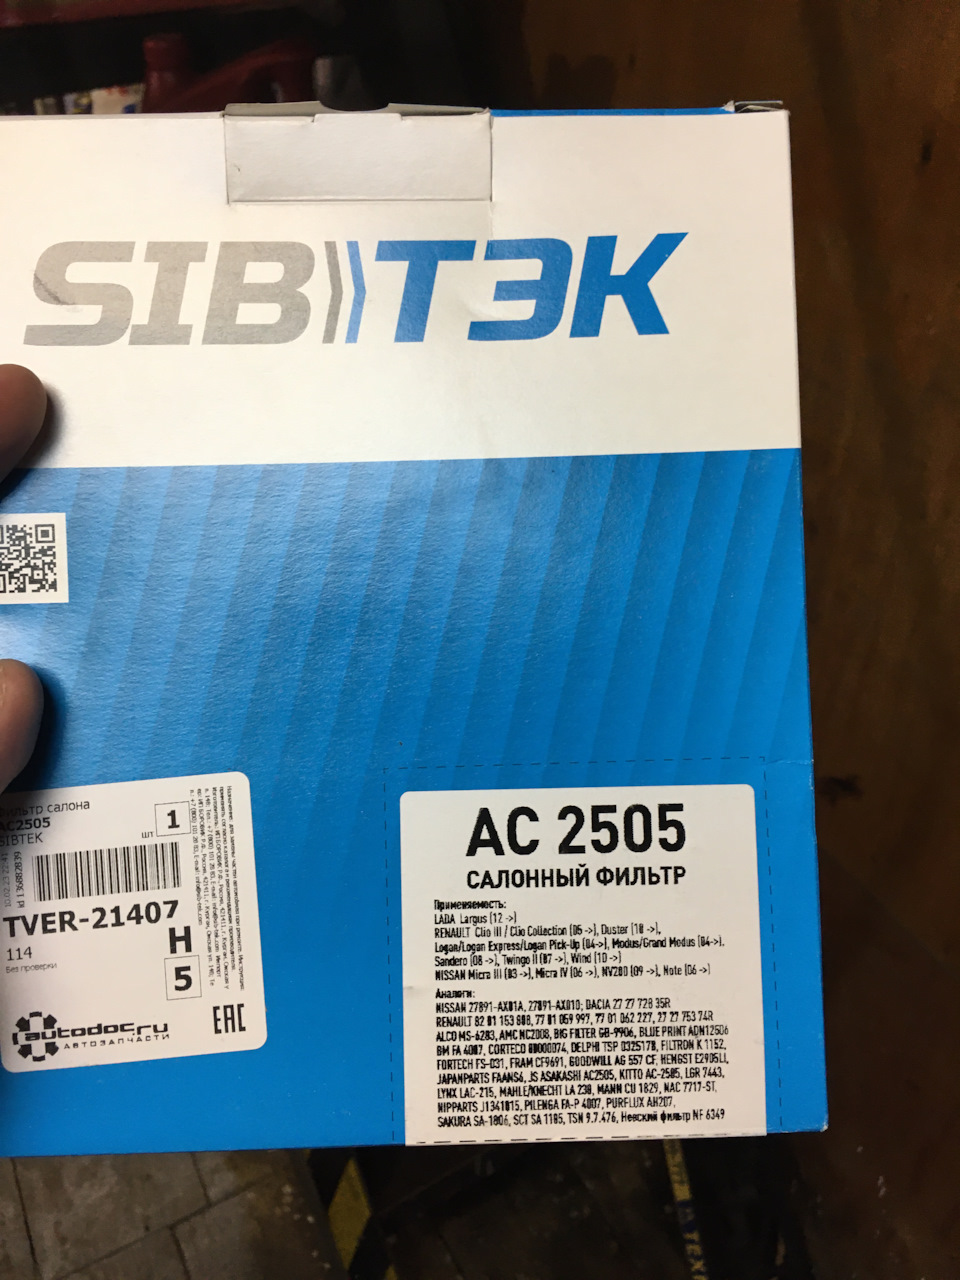 SIB ТЭК
Фильтр салона
AC2505
SIBTEK
1
шт
TVER-21407
114
Без проверки
H
5
autodoc.ru
АВТОЗАПЧАСТИ
EAC
AC 2505
САЛОННЫЙ ФИЛЬТР
Применяемость:
LADA Largus (12 ->)
RENAULT Clio III / Clio Collection (05 ->), Duster (10 ->),
Logan/Logan Express/Logan Pick-Up (04->), Modus/Grand Modus (04->),
Sandero (08 ->), Twingo II (07 ->), Wind (10 ->)
NISSAN Micra III (03 ->), Micra IV (06 ->), NV200 (09 ->), Note (06 ->)
Аналоги:
NISSAN 27891-AX01A, 27891-AX010; DACIA 27 27 728 35R
RENAULT 82 01 153 808, 77 01 059 997, 77 01 062 227, 27 27 753 74R
ALCO MS-6283, AMC NC2008, BIG FILTER GB-9906, BLUE PRINT ADN12506
BM FA 4007, CORTECO 80000074, DELPHI TSP 0325178, FILTRON K 1152,
FORTECH FS-031, FRAM CF9691, GOODWILL AG 557 CF, HENGST E2905LI,
JAPANPARTS FAANS6, JS ASAKASHI AC2505, KITTO AC-2505, LGR 7443,
LYNX LAC-215, MAHLE/KNECHT LA 230, MANN CU 1829, NAC 7717-ST,
NIPPARTS J1341015, PILENGA FA-P 4007, PURFLUX AH207,
SAKURA SA-1806, SCT SA 1185, TSN 9.7.476, Невский фильтр NF 6349